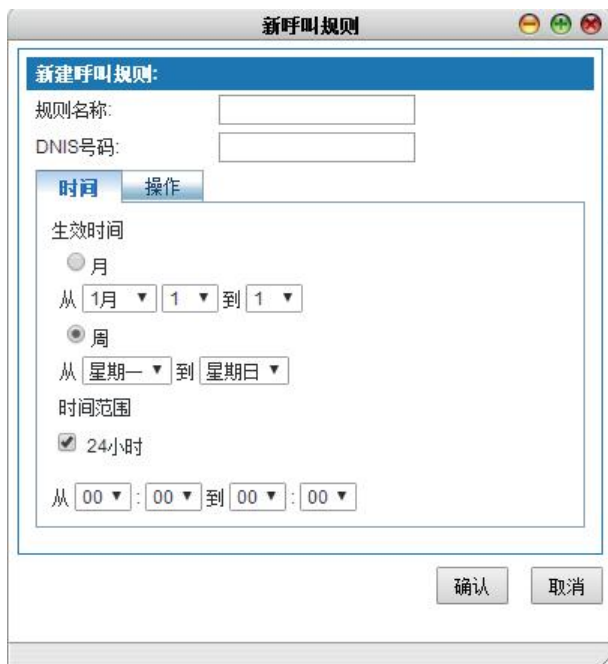 新呼叫规则
新建呼叫规则:
规则名称:
DNIS号码:
时间 操作
生效时间
月
从 1月 1 到 1
周
从 星期一 到 星期日
时间范围
24小时
从 00 : 00 到 00 : 00
确认 取消